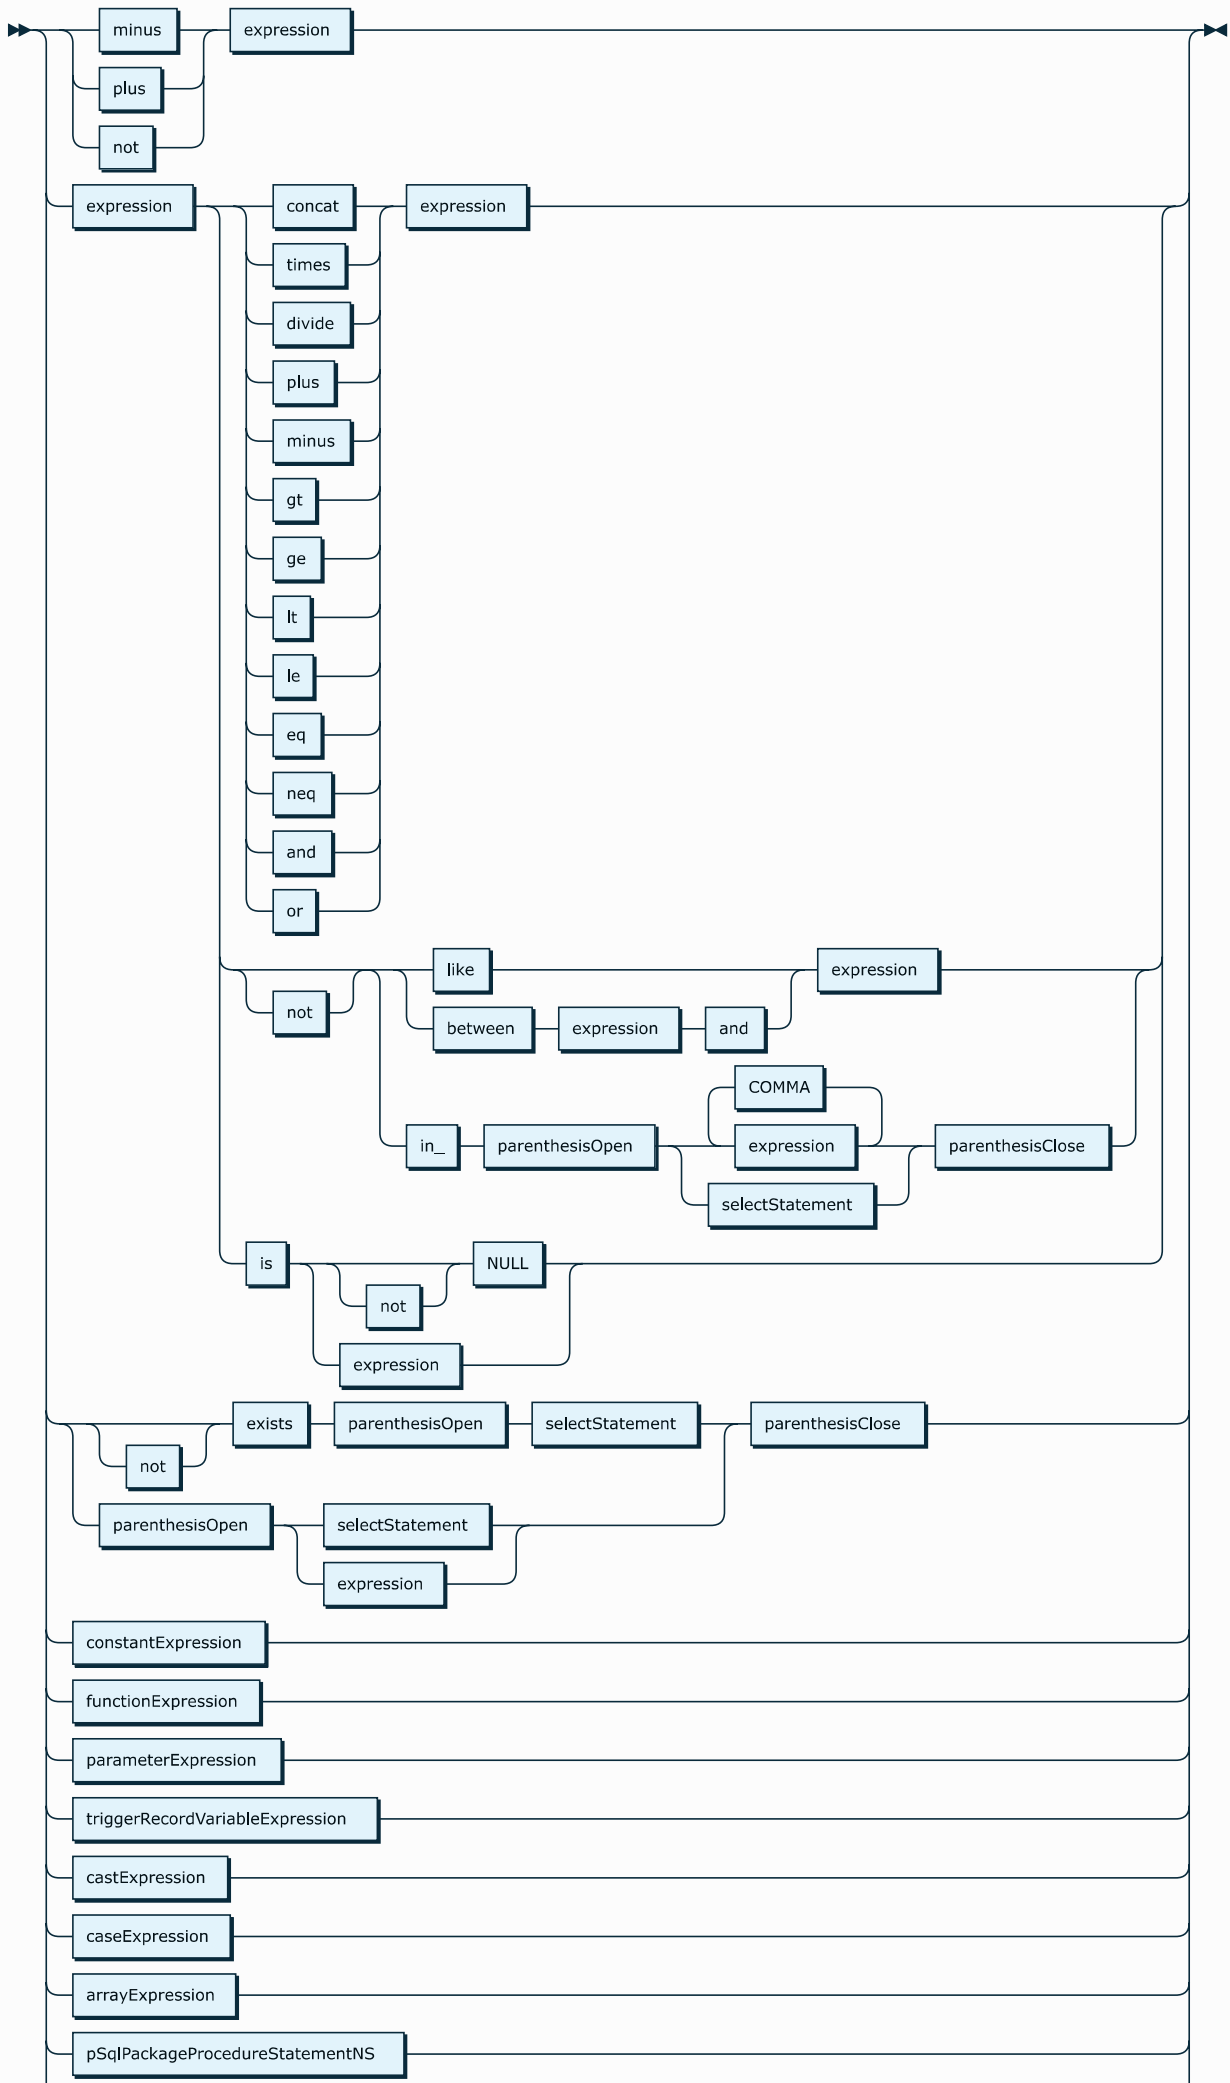 minus expression
plus
not
expression concat expression
times
divide
plus
minus
gt
ge
lt
le
eq
neq
and
or
like expression
not
between expression and
COMMA
in_ parenthesisOpen expression parenthesisClose
selectStatement
is NULL
not
expression
exists parenthesisOpen selectStatement parenthesisClose
not
parenthesisOpen selectStatement
expression
constantExpression
functionExpression
parameterExpression
triggerRecordVariableExpression
castExpression
caseExpression
arrayExpression
pSqlPackageProcedureStatementNS